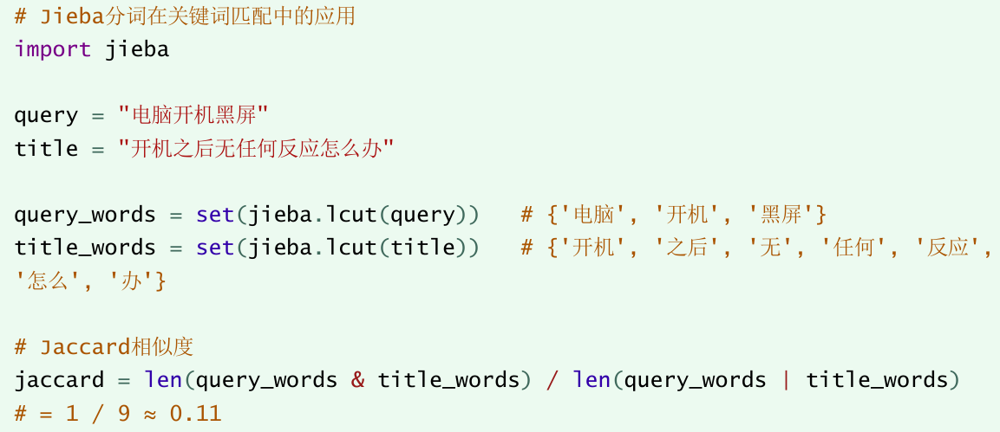 # Jieba分词在关键词匹配中的应用
import jieba
query = "电脑开机黑屏"
title = "开机之后无任何反应怎么办"
query_words = set(jieba.lcut(query))   # {'电脑', '开机', '黑屏'}
title_words = set(jieba.lcut(title))   # {'开机', '之后', '无', '任何', '反应',
'怎么', '办'}
# Jaccard相似度
jaccard = len(query_words & title_words) / len(query_words | title_words)
# = 1 / 9 ≈ 0.11